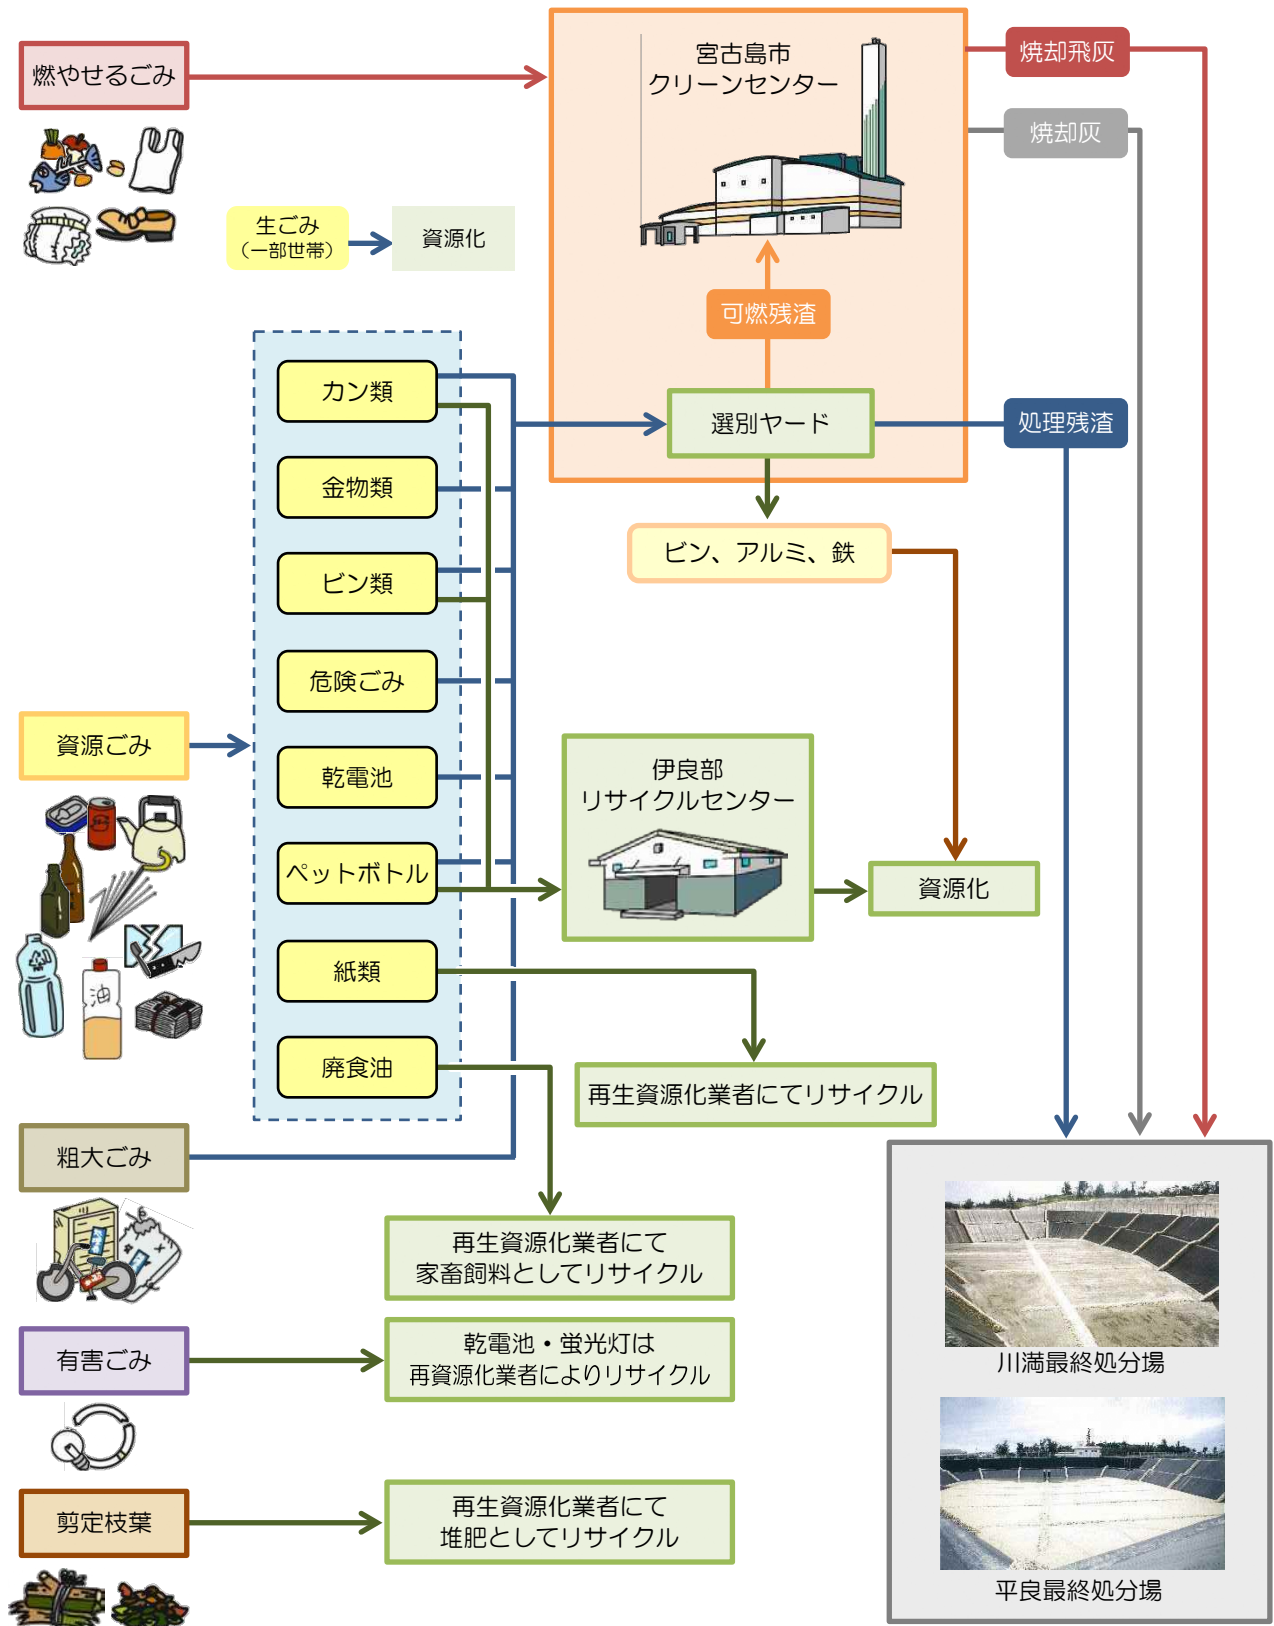 燃やせるごみ
宮古島市
クリーンセンター
焼却飛灰
焼却灰
生ごみ
(一部世帯)
資源化
可燃残渣
カン類
選別ヤード
処理残渣
金物類
ビン、アルミ、鉄
ビン類
危険ごみ
資源ごみ
乾電池
伊良部
リサイクルセンター
ペットボトル
資源化
紙類
油
廃食油
再生資源化業者にてリサイクル
粗大ごみ
再生資源化業者にて
家畜飼料としてリサイクル
有害ごみ
乾電池・蛍光灯は
再資源化業者によりリサイクル
川満最終処分場
剪定枝葉
再生資源化業者にて
堆肥としてリサイクル
平良最終処分場